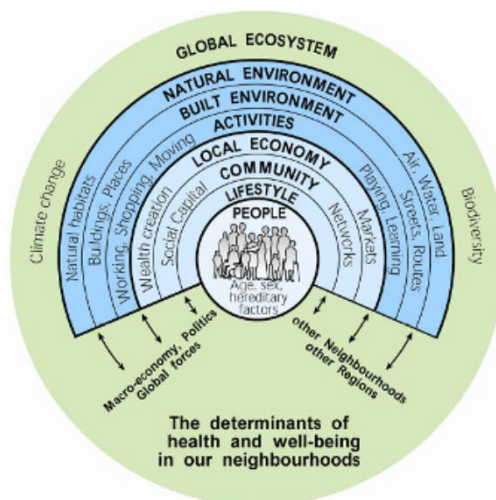 GLOBAL ECOSYSTEM
Climate change
Biodiversity
NATURAL ENVIRONMENT
Natural habitats
Air, Water, Land
BUILT ENVIRONMENT
Buildings, Places
Streets, Routes
ACTIVITIES
Working, Shopping, Moving
Playing, Learning
LOCAL ECONOMY
Wealth creation
Markets
COMMUNITY
Social Capital
Networks
LIFESTYLE
PEOPLE
Age, sex,
hereditary
factors
Macro-economy, Politics
Global forces
other Neighbourhoods
other Regions
The determinants of
health and well-being
in our neighbourhoods